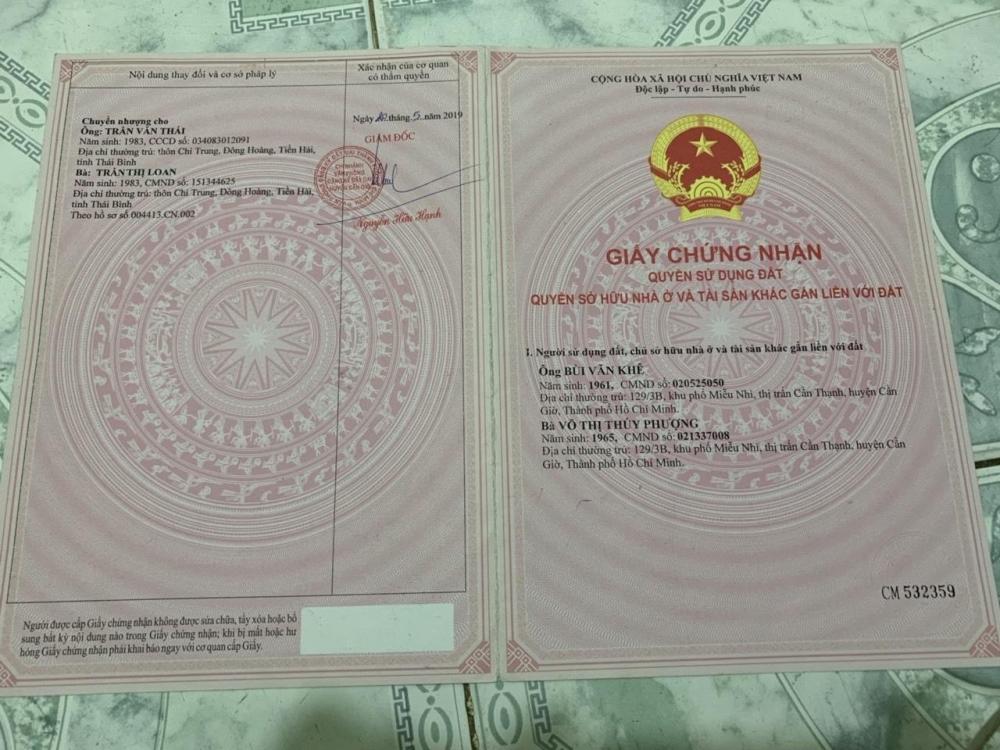 Nội dung thay đổi và cơ sở pháp lý
Xác nhận của cơ quan
có thẩm quyền
Chuyển nhượng cho
Ông: TRẦN VĂN THÁI
Năm sinh: 1983, CCCD số: 034083012091
Địa chỉ thường trú: thôn Chi Trung, Đông Hoàng, Tiền Hải,
tỉnh Thái Bình
Bà: TRẦN THỊ LOAN
Năm sinh: 1983, CMND số: 151344625
Địa chỉ thường trú: thôn Chi Trung, Đông Hoàng, Tiền Hải,
tỉnh Thái Bình
Theo hồ sơ số 004413.CN.002
Ngày tháng 5 năm 2019
GIÁM ĐỐC
Nguyễn Hữu Hạnh
Người được cấp Giấy chứng nhận không được sửa chữa, tẩy xóa hoặc bổ
sung bất kỳ nội dung nào trong Giấy chứng nhận; khi bị mất hoặc hư
hỏng Giấy chứng nhận phải khai báo ngay với cơ quan cấp Giấy.
CỘNG HÒA XÃ HỘI CHỦ NGHĨA VIỆT NAM
Độc lập - Tự do - Hạnh phúc
GIẤY CHỨNG NHẬN
QUYỀN SỬ DỤNG ĐẤT
QUYỀN SỞ HỮU NHÀ Ở VÀ TÀI SẢN KHÁC GẮN LIỀN VỚI ĐẤT
I. Người sử dụng đất, chủ sở hữu nhà ở và tài sản khác gắn liền với đất
Ông BÙI VĂN KHÊ
Năm sinh: 1961, CMND số: 020525050
Địa chỉ thường trú: 129/3B, khu phố Miễu Nhì, thị trấn Cần Thạnh, huyện Cần
Giờ, Thành phố Hồ Chí Minh.
Bà VÕ THỊ THÚY PHƯỢNG
Năm sinh: 1965, CMND số: 021337008
Địa chỉ thường trú: 129/3B, khu phố Miễu Nhì, thị trấn Cần Thạnh, huyện Cần
Giờ, Thành phố Hồ Chí Minh.
CM 532359